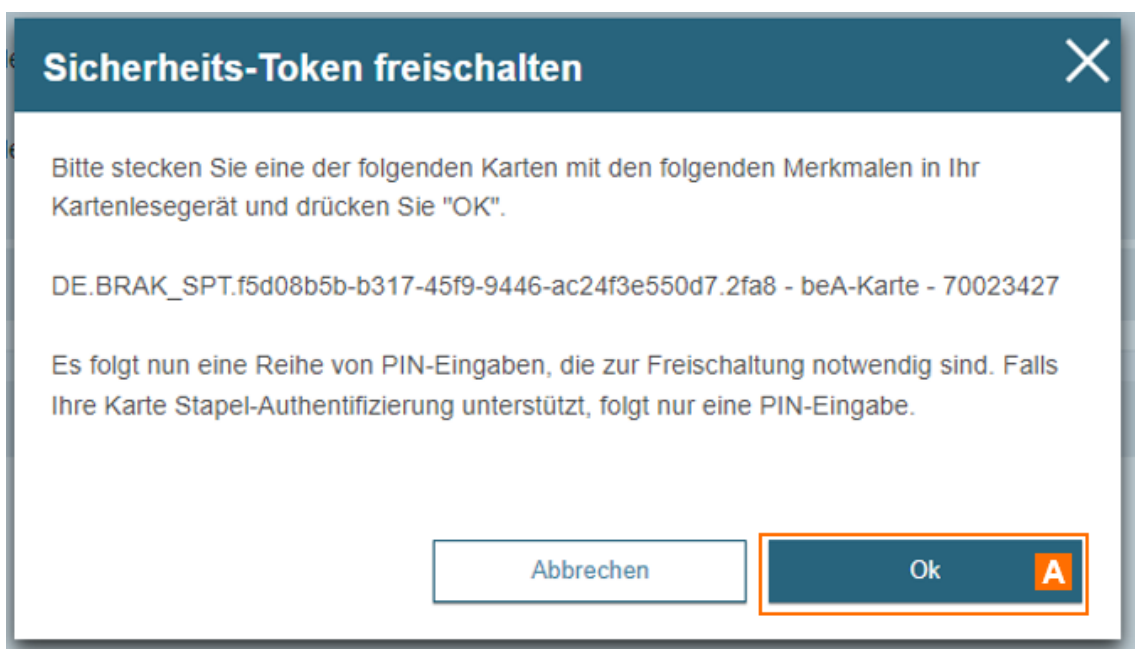 Sicherheits-Token freischalten
Bitte stecken Sie eine der folgenden Karten mit den folgenden Merkmalen in Ihr
Kartenlesegerät und drücken Sie "OK".
DE.BRAK_SPT.f5d08b5b-b317-45f9-9446-ac24f3e550d7.2fa8 - beA-Karte - 70023427
Es folgt nun eine Reihe von PIN-Eingaben, die zur Freischaltung notwendig sind. Falls
Ihre Karte Stapel-Authentifizierung unterstützt, folgt nur eine PIN-Eingabe.
Abbrechen
Ok A